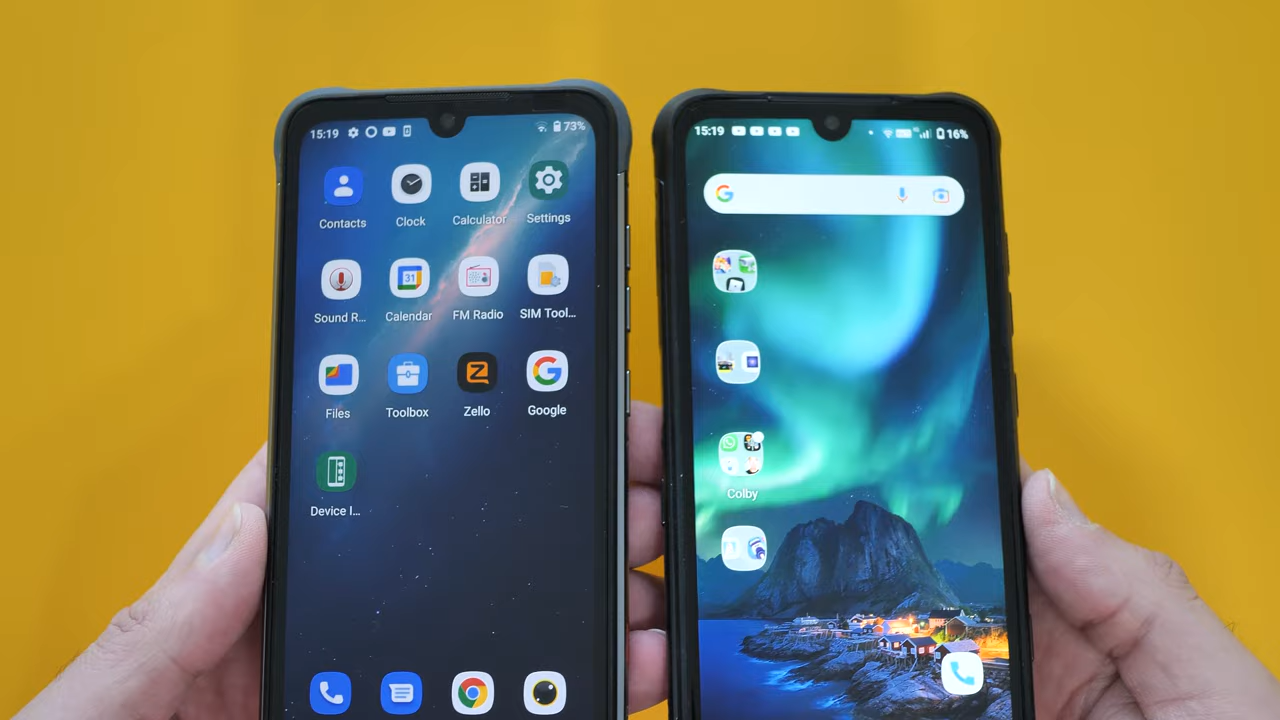 15:19
73%
Contacts
Clock
Calculator
Settings
Sound R...
Calendar
31
FM Radio
SIM Tool...
Files
Toolbox
Zello
Google
Device I...
15:19
16%
Colby